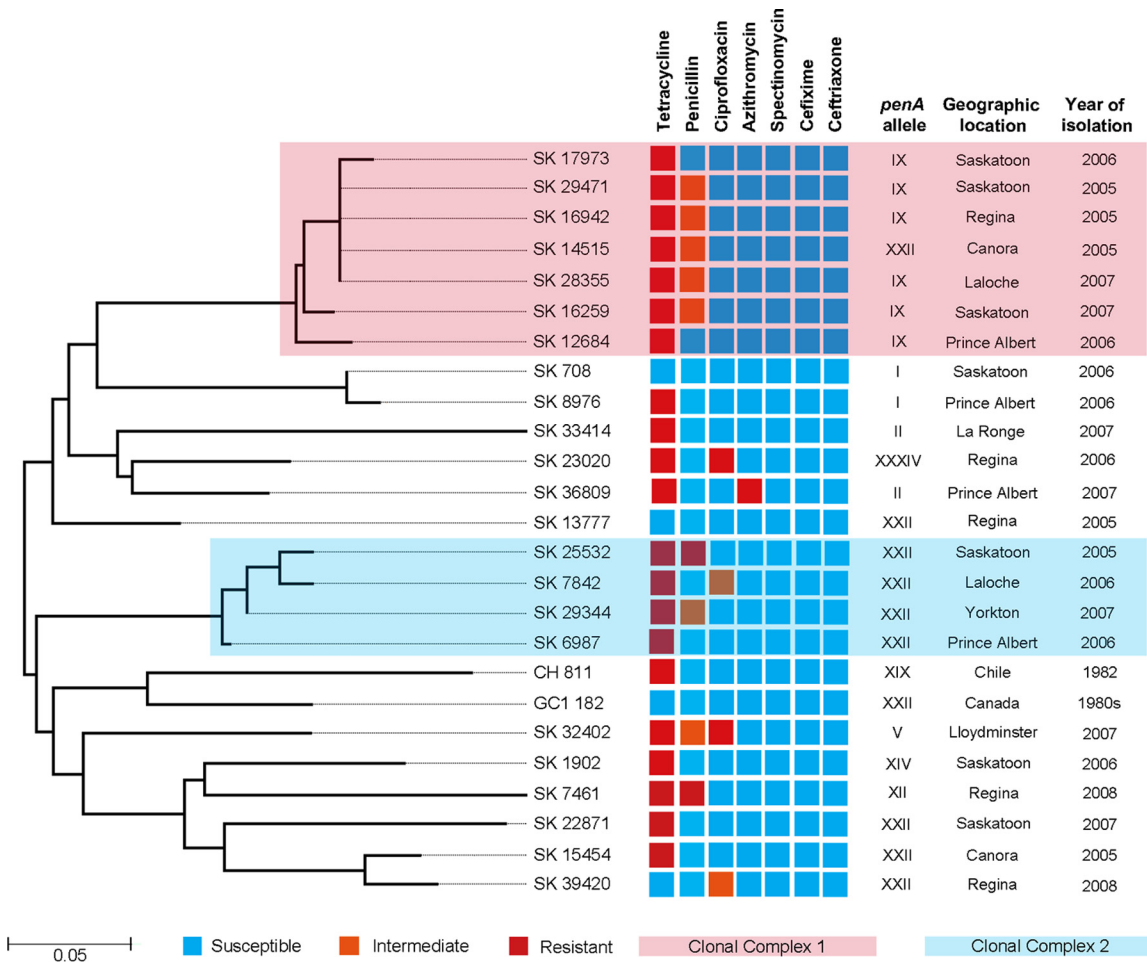 Tetracycline
Penicillin
Ciprofloxacin
Azithromycin
Spectinomycin
Cefixime
Ceftriaxone
penA allele
Geographic location
Year of isolation
SK 17973 IX Saskatoon 2006
SK 29471 IX Saskatoon 2005
SK 16942 IX Regina 2005
SK 14515 XXII Canora 2005
SK 28355 IX Laloche 2007
SK 16259 IX Saskatoon 2007
SK 12684 IX Prince Albert 2006
SK 708 I Saskatoon 2006
SK 8976 I Prince Albert 2006
SK 33414 II La Ronge 2007
SK 23020 XXXIV Regina 2006
SK 36809 II Prince Albert 2007
SK 13777 XXII Regina 2005
SK 25532 XXII Saskatoon 2005
SK 7842 XXII Laloche 2006
SK 29344 XXII Yorkton 2007
SK 6987 XXII Prince Albert 2006
CH 811 XIX Chile 1982
GC1 182 XXII Canada 1980s
SK 32402 V Lloydminster 2007
SK 1902 XIV Saskatoon 2006
SK 7461 XII Regina 2008
SK 22871 XXII Saskatoon 2007
SK 15454 XXII Canora 2005
SK 39420 XXII Regina 2008
0.05 Susceptible Intermediate Resistant Clonal Complex 1 Clonal Complex 2